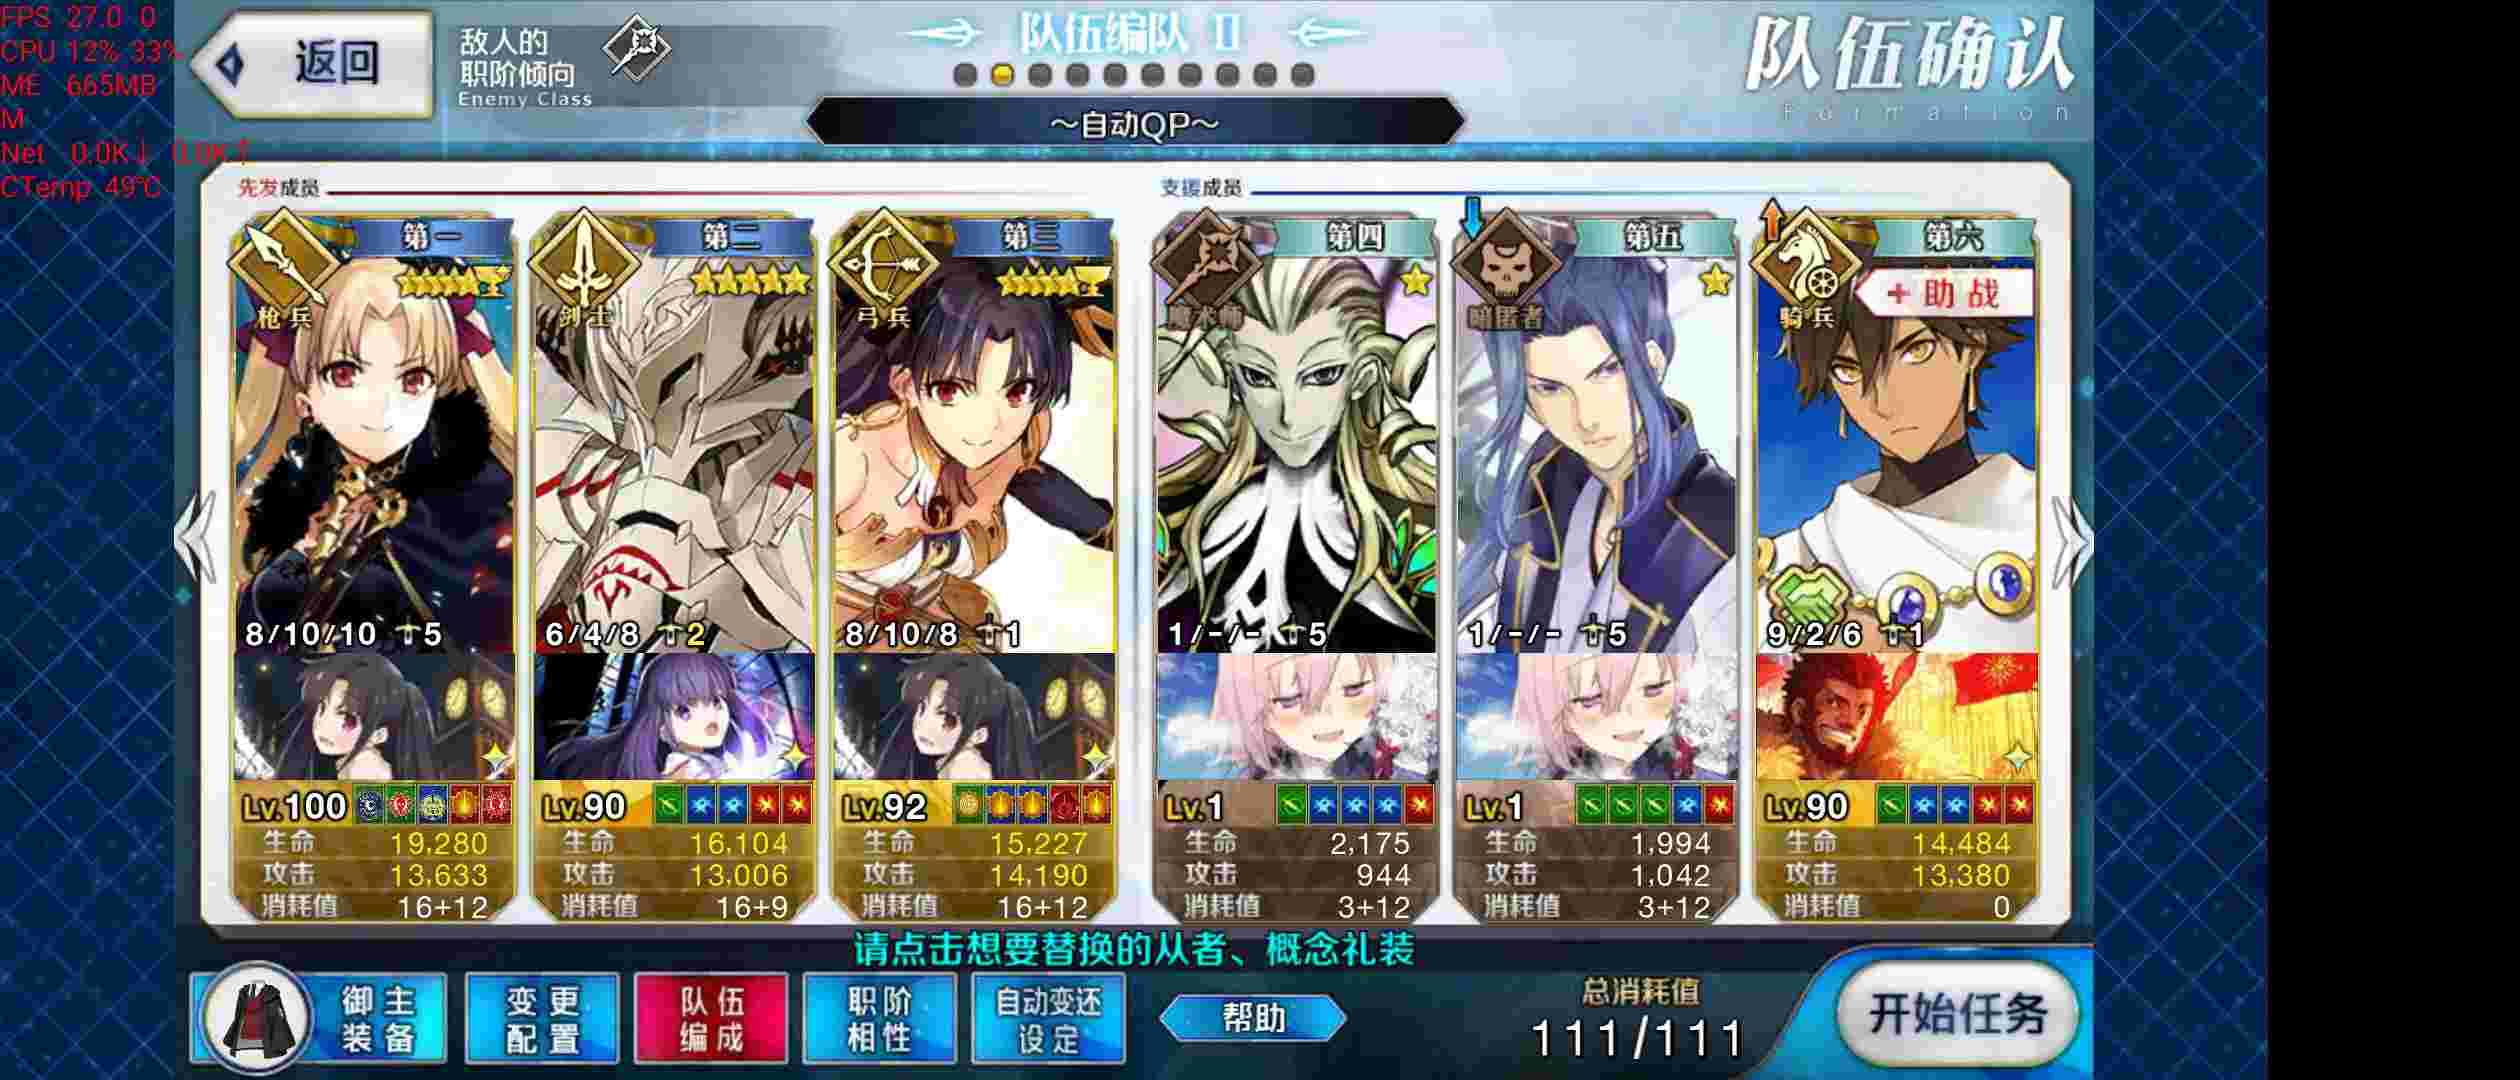 FPS 27.0 0
CPU 12% 33%
ME 665MB
M
Net 0.0K↓ 0.0K↑
CTemp 49°C
返回
敌人的
职阶倾向
Enemy Class
队伍编队 II
～自动QP～
队伍确认
Formation
先发成员
支援成员
第一
枪兵
8/10/10 5
Lv.100
生命 19,280
攻击 13,633
消耗值 16+12
第二
剑士
6/4/8 2
Lv.90
生命 16,104
攻击 13,006
消耗值 16+9
第三
弓兵
8/10/8 1
Lv.92
生命 15,227
攻击 14,190
消耗值 16+12
第四
魔术师
1/-/- 5
Lv.1
生命 2,175
攻击 944
消耗值 3+12
第五
暗匿者
1/-/- 5
Lv.1
生命 1,994
攻击 1,042
消耗值 3+12
第六
+助战
骑兵
9/2/6 1
Lv.90
生命 14,484
攻击 13,380
消耗值 0
请点击想要替换的从者、概念礼装
御主
装备
变更
配置
队伍
编成
职阶
相性
自动变还
设定
帮助
总消耗值
111/111
开始任务